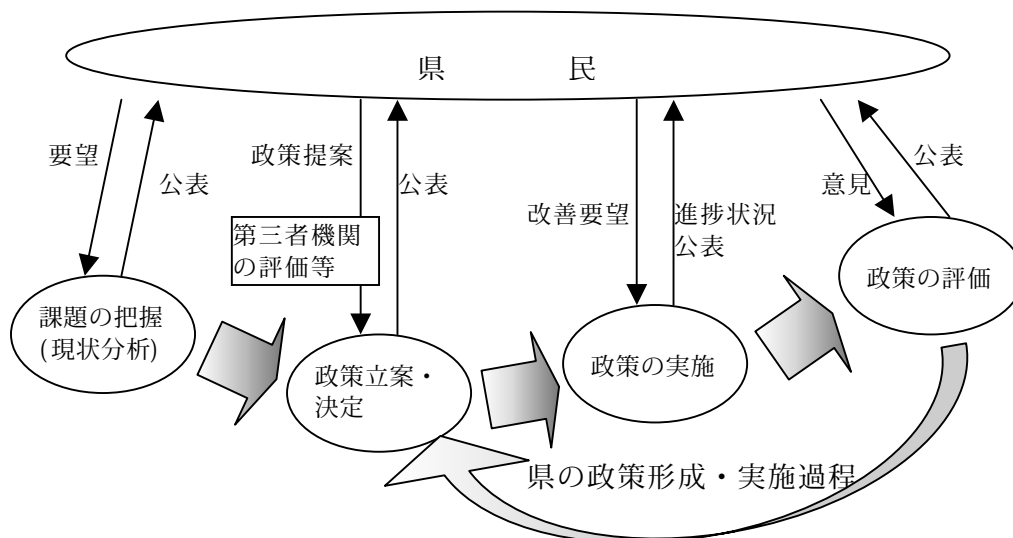 県　民
要望
公表
政策提案
公表
第三者機関
の評価等
改善要望
進捗状況
公表
意見
公表
課題の把握
(現状分析)
政策立案・
決定
政策の実施
政策の評価
県の政策形成・実施過程